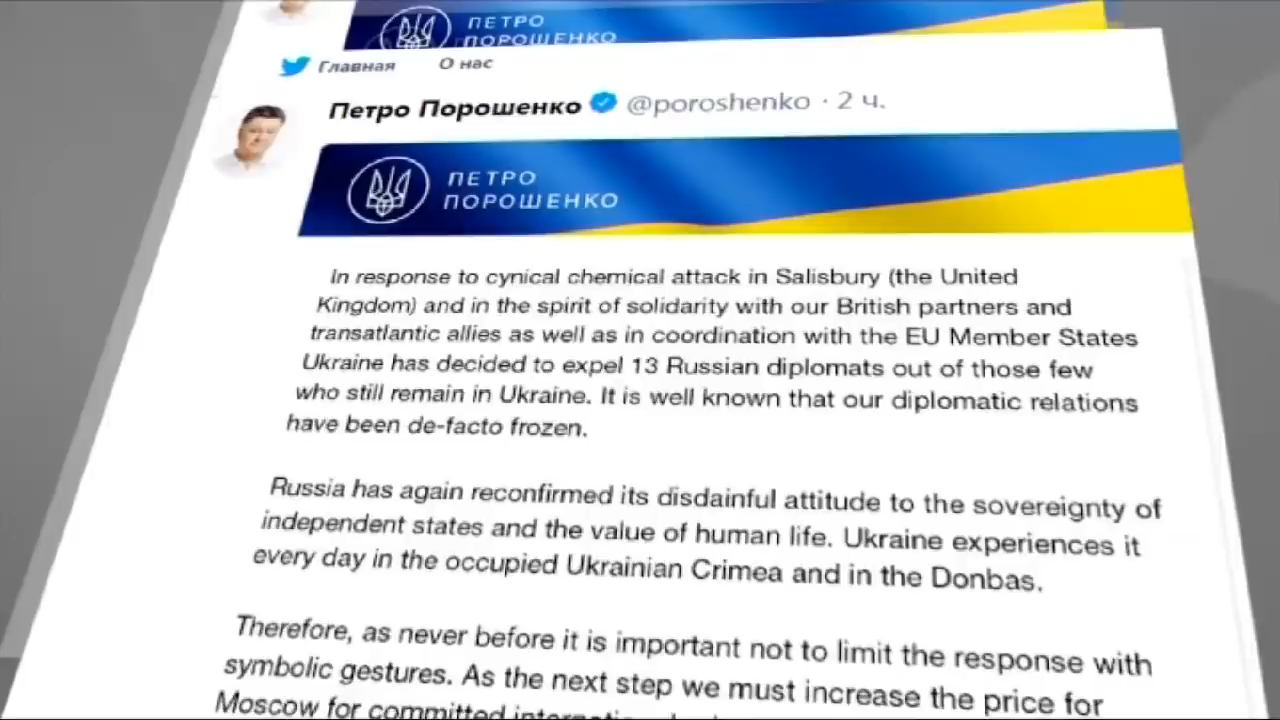 ПЕТРО
ПОРОШЕНКО
Главная О нас
Петро Порошенко @poroshenko · 2 ч.
ПЕТРО
ПОРОШЕНКО
In response to cynical chemical attack in Salisbury (the United
Kingdom) and in the spirit of solidarity with our British partners and
transatlantic allies as well as in coordination with the EU Member States
Ukraine has decided to expel 13 Russian diplomats out of those few
who still remain in Ukraine. It is well known that our diplomatic relations
have been de-facto frozen.
Russia has again reconfirmed its disdainful attitude to the sovereignty of
independent states and the value of human life. Ukraine experiences it
every day in the occupied Ukrainian Crimea and in the Donbas.
Therefore, as never before it is important not to limit the response with
symbolic gestures. As the next step we must increase the price for
Moscow for committed